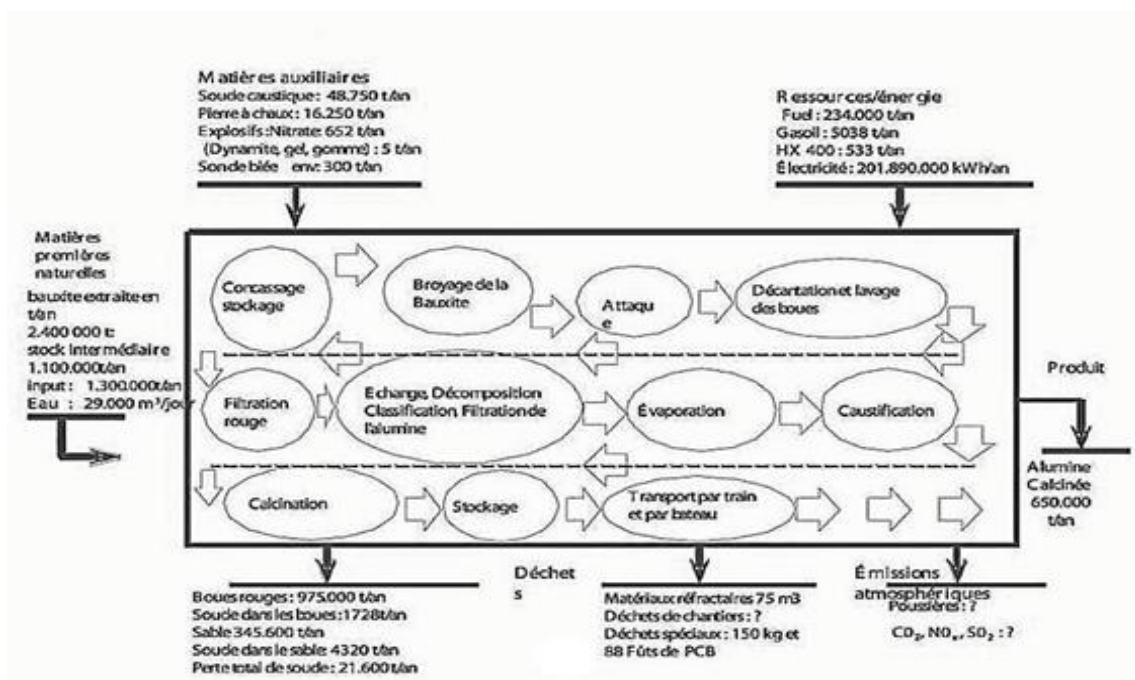 Matières auxiliaires
Soude caustique : 48.750 t/an
Pierre à chaux : 16.250 t/an
Explosifs :Nitrate: 652 t/an
(Dynamite, gel, gomme) : 5 t/an
env: 300 t/an
Ressources/énergie
Fuel : 234.000 t/an
Gasoil : 5038 t/an
HX 400 : 533 t/an
Électricité : 201.890.000 kWh/an
Matières
premières
naturelles
bauxite extraite en
t/an
2.400 000 t:
stock Intermédiaire
1.100.000t/an
input : 1.300.000t/an
Eau : 29.000 m³/jour
Concassage
stockage
Broyage de la
Bauxite
Attaqu
e
Décantation et lavage
des boues
Filtration
rouge
Echange, Décomposition
Classification, Filtration de
l'alumine
Évaporation
Caustification
Calcination
Stockage
Transport par train
et par bateau
Produit
Alumine
Calcinée
650.000
t/an
Boues rouges : 975.000 t/an
Soude dans les boues :1728t/an
Sable 345.600 t/an
Soude dans le sable: 4320 t/an
Perte total de soude : 21.600 t/an
Déchet
s
Matériaux réfractaires 75 m3
Déchets de chantiers : ?
Déchets spéciaux : 150 kg et
88 Fûts de PCB
Émissions
atmosphériques
Poussières : ?
CO₂, NOₓ, SO₂ : ?